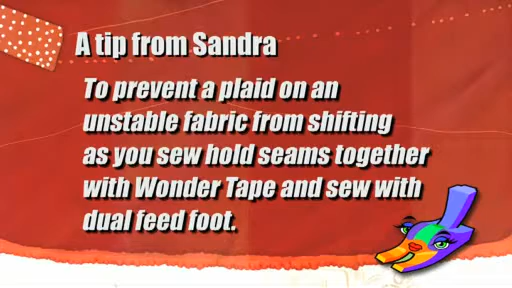 A tip from Sandra
To prevent a plaid on an
unstable fabric from shifting
as you sew hold seams together
with Wonder Tape and sew with
dual feed foot.